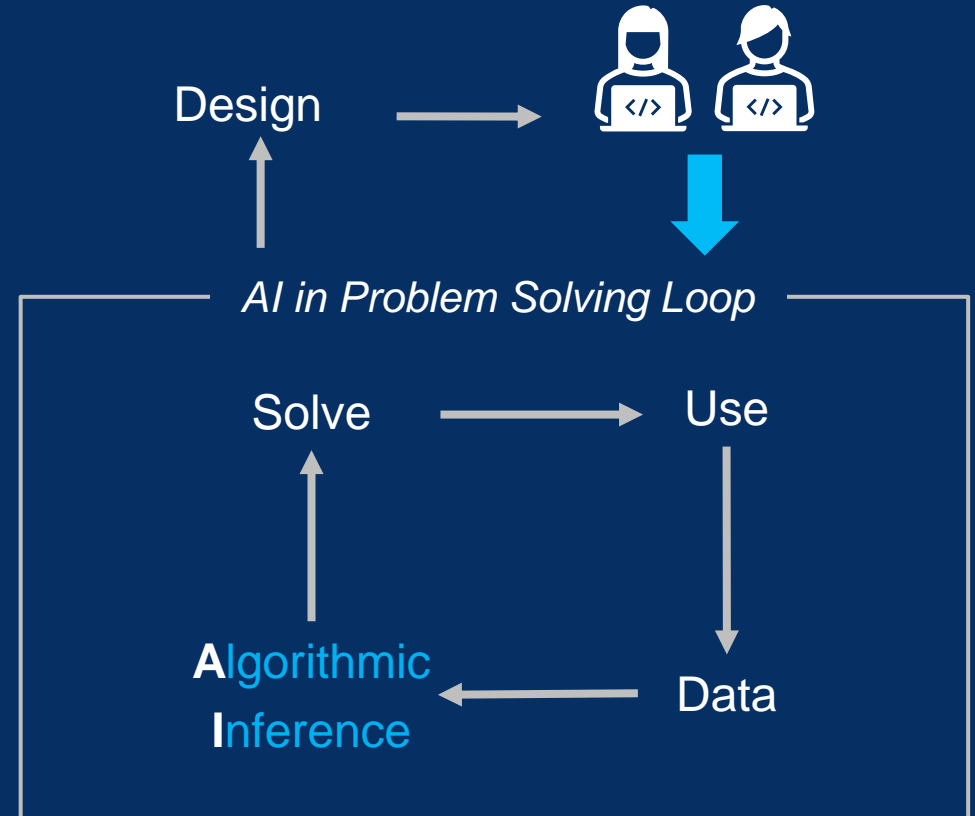 Design
</>
</>
AI in Problem Solving Loop
Solve
Use
Algorithmic
Inference
Data